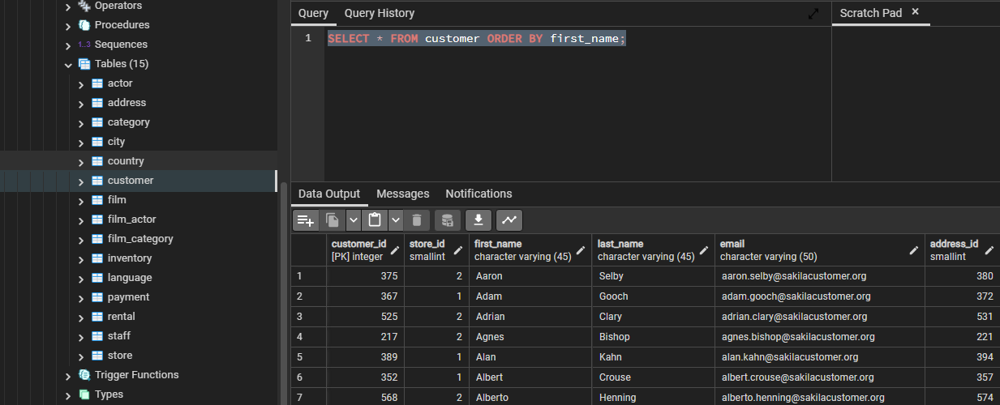 Operators
Procedures
1..3 Sequences
Tables (15)
actor
address
category
city
country
customer
film
film_actor
film_category
inventory
language
payment
rental
staff
store
Trigger Functions
Types
Query Query History
Scratch Pad ×
1 SELECT * FROM customer ORDER BY first_name;
Data Output Messages Notifications
customer_id store_id first_name last_name email address_id
[PK] integer smallint character varying (45) character varying (45) character varying (50) smallint
1 375 2 Aaron Selby aaron.selby@sakilacustomer.org 380
2 367 1 Adam Gooch adam.gooch@sakilacustomer.org 372
3 525 2 Adrian Clary adrian.clary@sakilacustomer.org 531
4 217 2 Agnes Bishop agnes.bishop@sakilacustomer.org 221
5 389 1 Alan Kahn alan.kahn@sakilacustomer.org 394
6 352 1 Albert Crouse albert.crouse@sakilacustomer.org 357
7 568 2 Alberto Henning alberto.henning@sakilacustomer.org 574